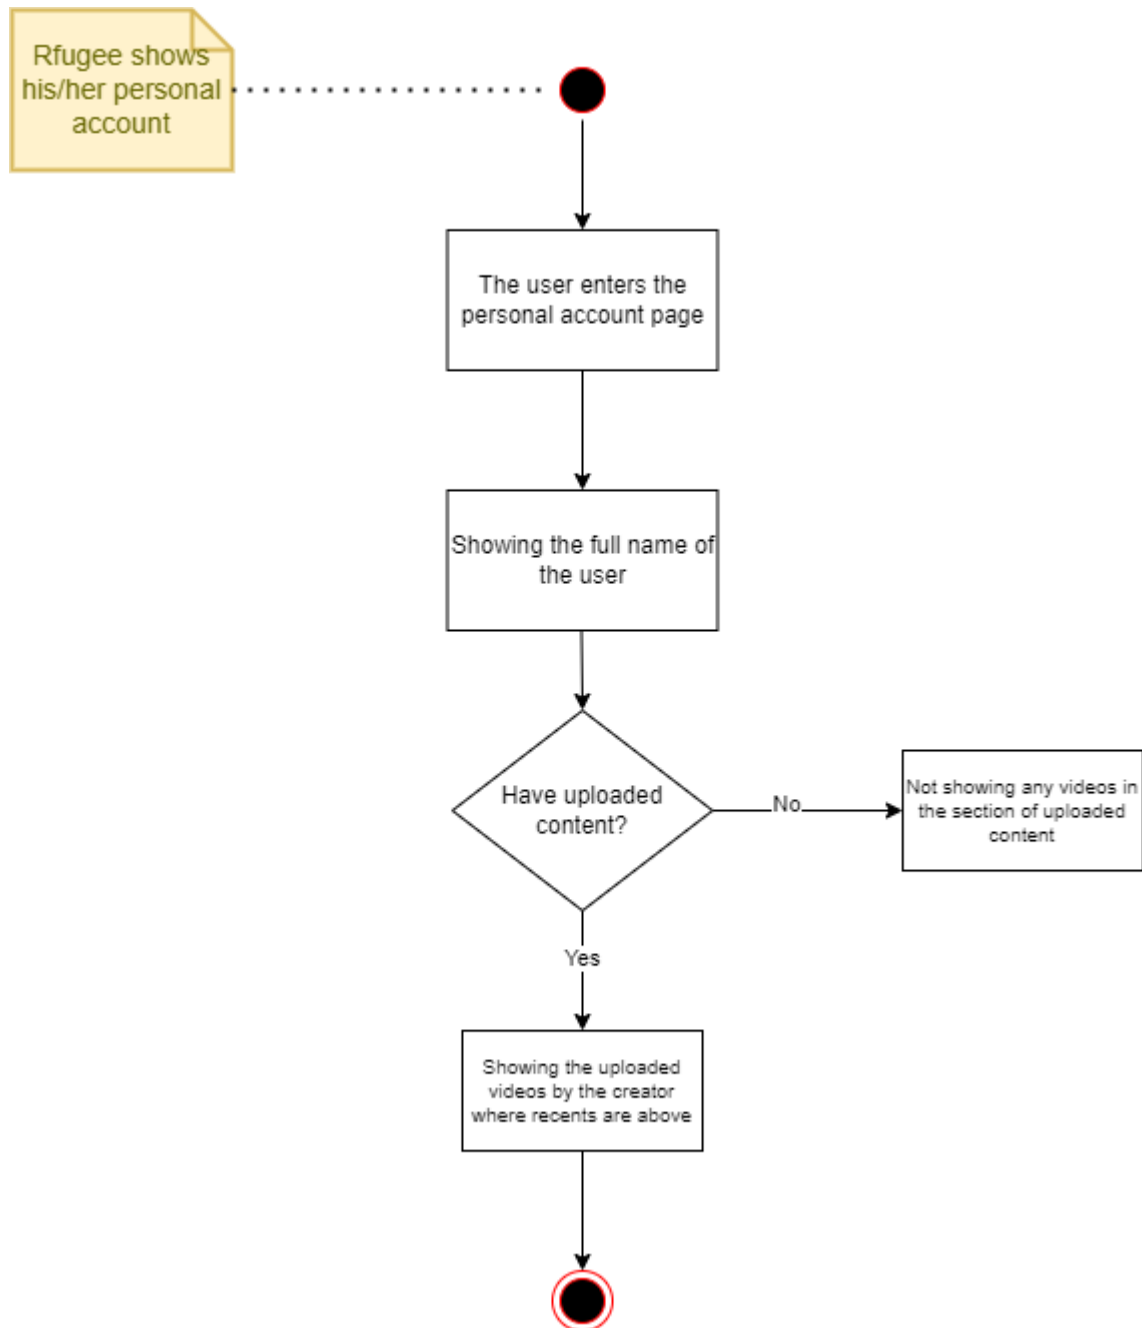 Rfugee shows
his/her personal
account
The user enters the
personal account page
Showing the full name of
the user
Have uploaded
content?
No
Not showing any videos in
the section of uploaded
content
Yes
Showing the uploaded
videos by the creator
where recents are above